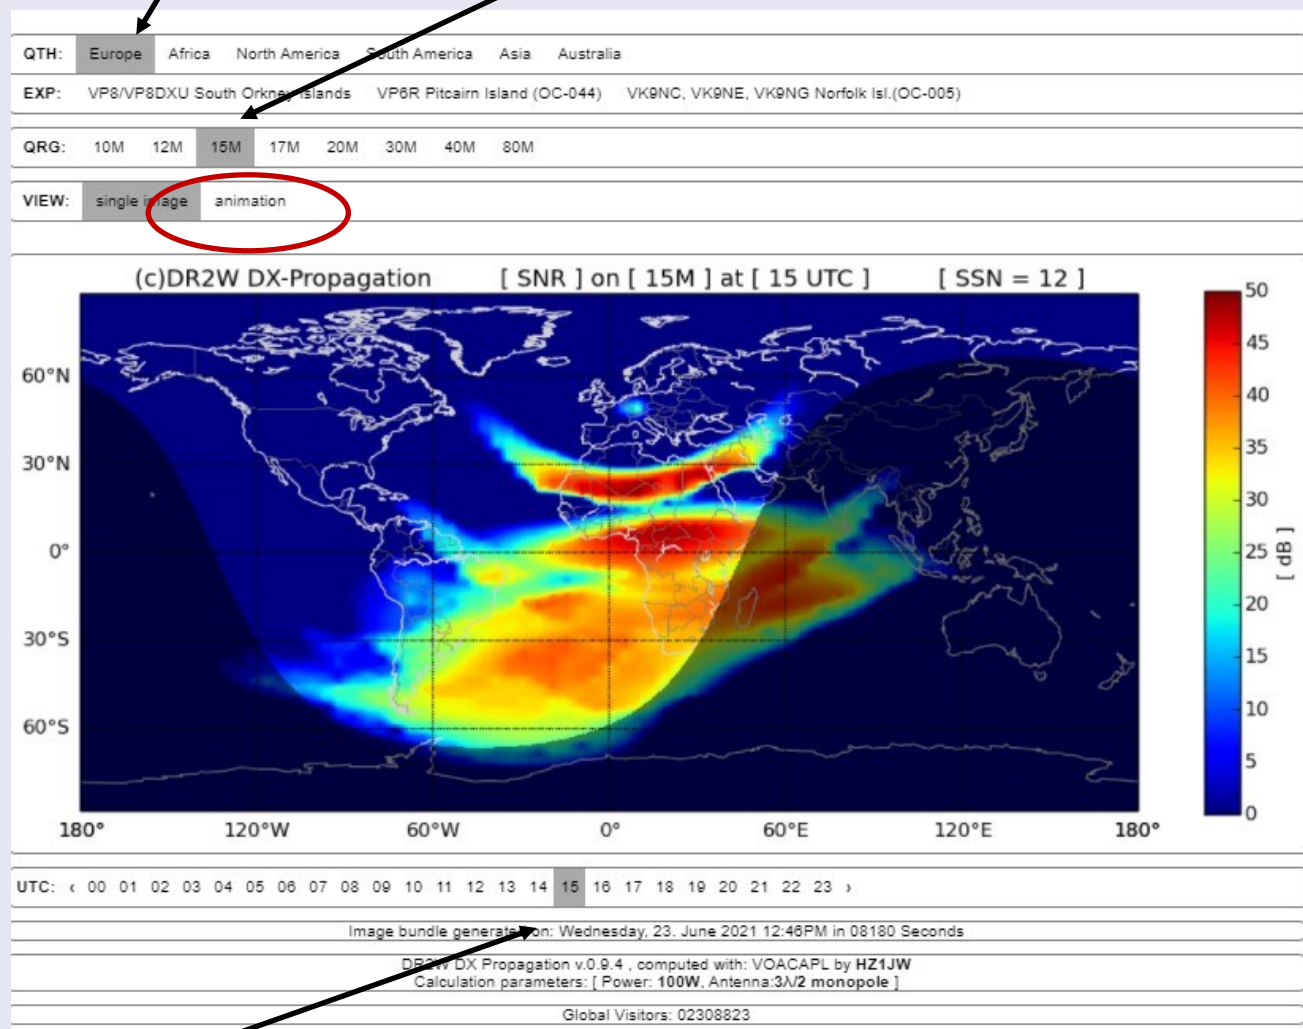 QTH: Europe Africa North America South America Asia Australia
EXP: VP8/VP8DXU South Orkney Islands VP6R Pitcairn Island (OC-044) VK9NC, VK9NE, VK9NG Norfolk Isl.(OC-005)
QRG: 10M 12M 15M 17M 20M 30M 40M 80M
VIEW: single image animation
(c)DR2W DX-Propagation [ SNR ] on [ 15M ] at [ 15 UTC ] [ SSN = 12 ]
50
45
40
35
30
25
20
15
10
5
0
[ dB ]
60°N
30°N
0°
30°S
60°S
180° 120°W 60°W 0° 60°E 120°E 180°
UTC: ‹ 00 01 02 03 04 05 06 07 08 09 10 11 12 13 14 15 16 17 18 19 20 21 22 23 ›
Image bundle generated on: Wednesday, 23. June 2021 12:46PM in 08180 Seconds
DR2W DX Propagation v.0.9.4 , computed with: VOACAPL by HZ1JW
Calculation parameters: [ Power: 100W, Antenna:3λ/2 monopole ]
Global Visitors: 02308823